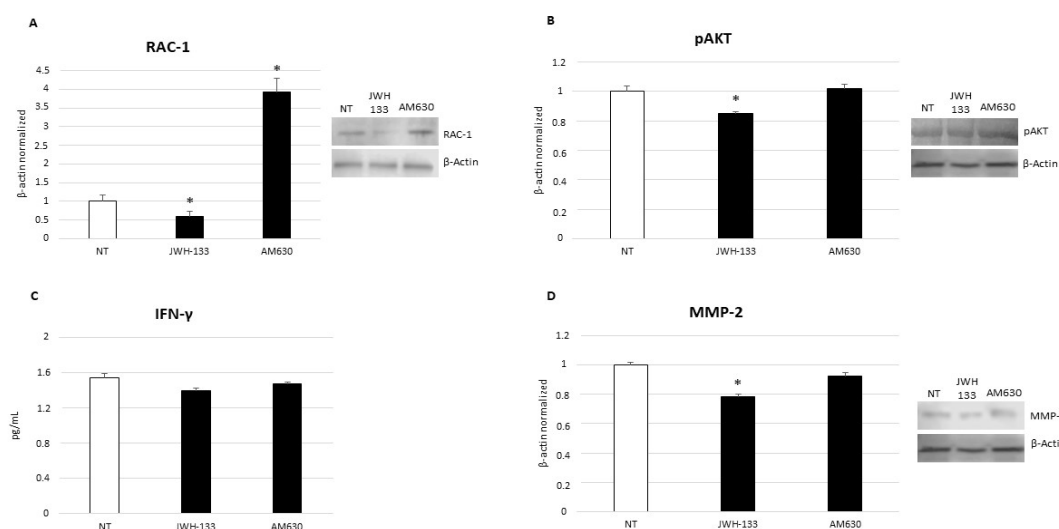 A
RAC-1
β-actin normalized
4.5
4
3.5
3
2.5
2
1.5
1
0.5
0
*
*
NT
JWH-133
AM630
NT
JWH
133
AM630
RAC-1
β-Actin
B
pAKT
β-actin normalized
1.2
1
0.8
0.6
0.4
0.2
0
*
NT
JWH-133
AM630
NT
JWH
133
AM630
pAKT
β-Actin
C
IFN-γ
pg/mL
2
1.6
1.2
0.8
0.4
0
NT
JWH-133
AM630
D
MMP-2
β-actin normalized
1.2
1
0.8
0.6
0.4
0.2
0
*
NT
JWH-133
AM630
NT
JWH
133
AM630
MMP-
β-Acti